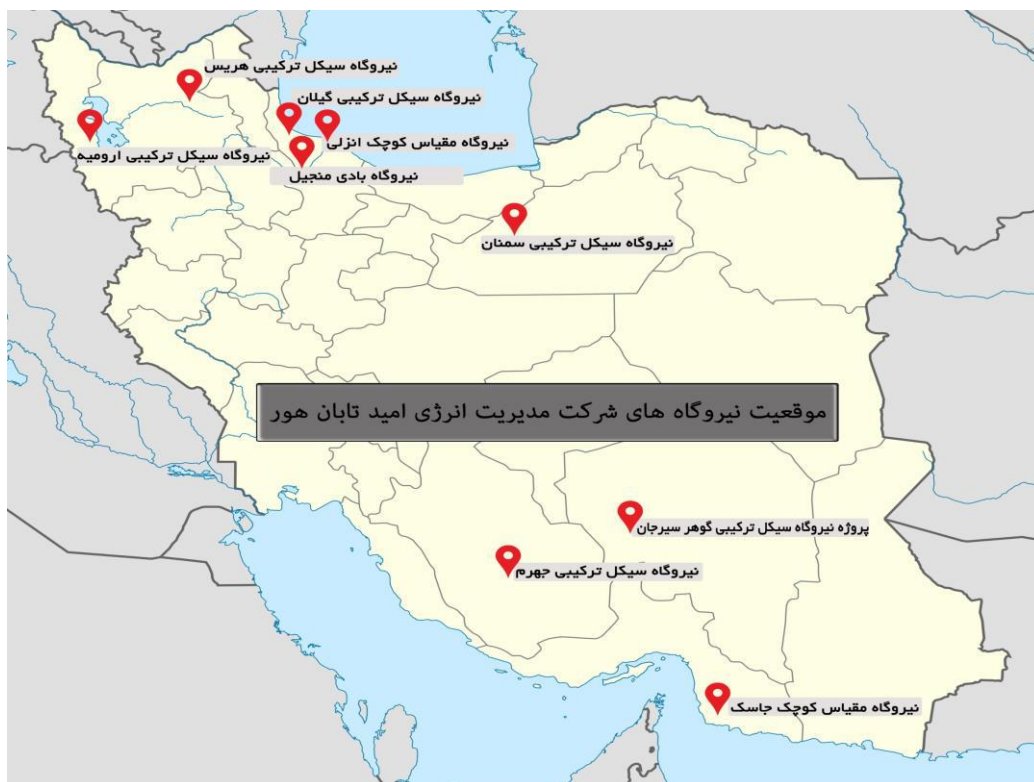 نیروگاه سیکل ترکیبی هریس
نیروگاه سیکل ترکیبی گیلان
نیروگاه مقیاس کوچک انزلی
نیروگاه سیکل ترکیبی ارومیه
نیروگاه بادی منجیل
نیروگاه سیکل ترکیبی سمنان
موقعیت نیروگاه های شرکت مدیریت انرژی امید تابان هور
پروژه نیروگاه سیکل ترکیبی گوهر سیرجان
نیروگاه سیکل ترکیبی جهرم
نیروگاه مقیاس کوچک جاسک